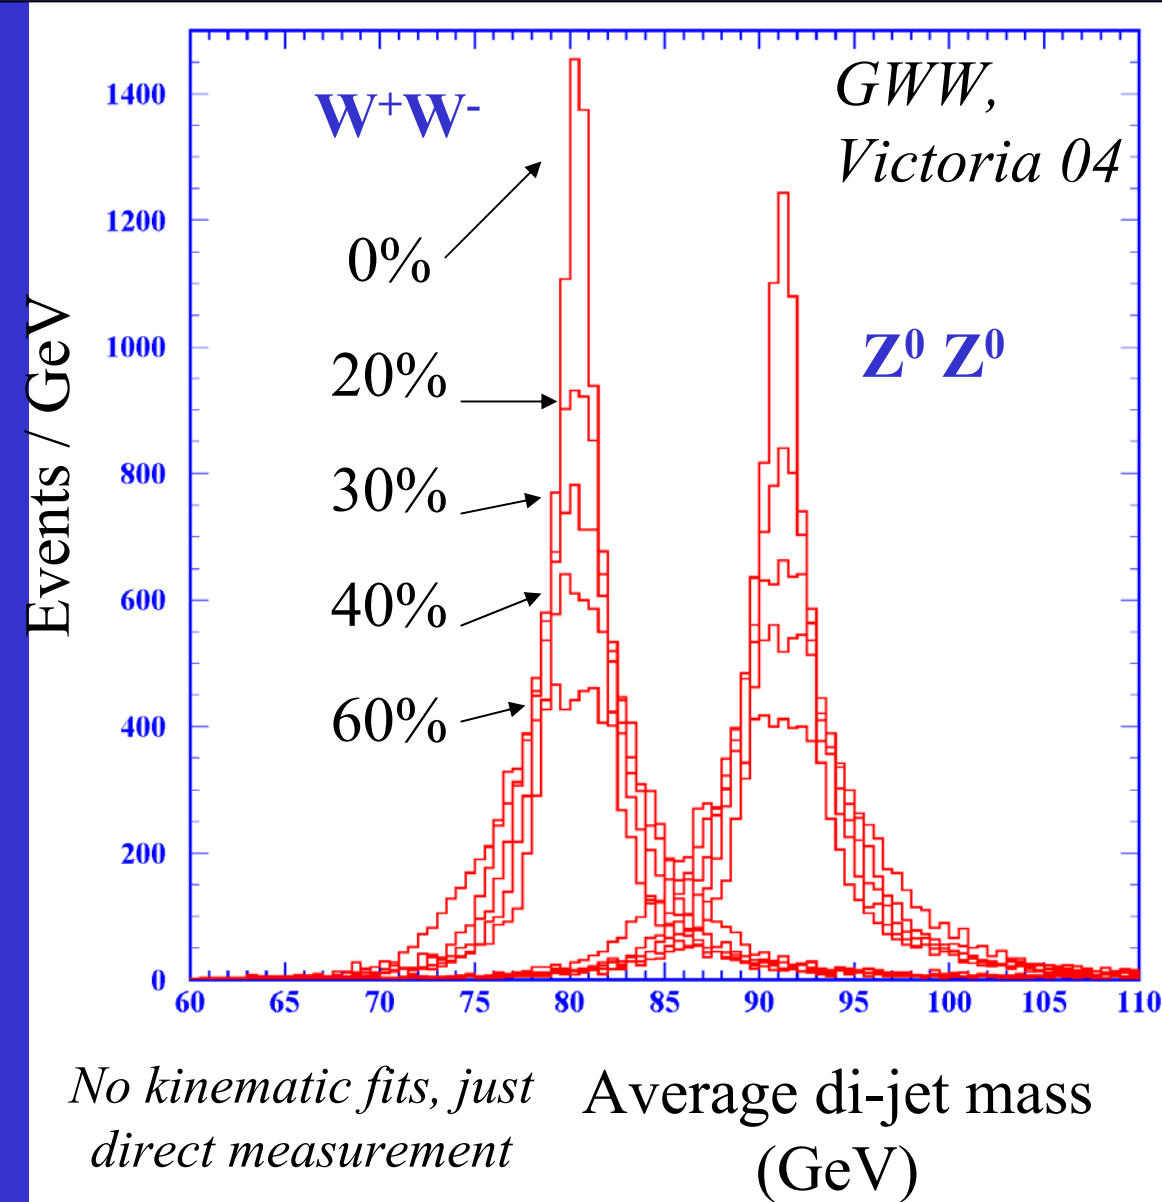 GWW,
Victoria 04
W+W-
Z0 Z0
0%
20%
30%
40%
60%
Events / GeV
1400
1200
1000
800
600
400
200
0
60 65 70 75 80 85 90 95 100 105 110
No kinematic fits, just
direct measurement
Average di-jet mass
(GeV)